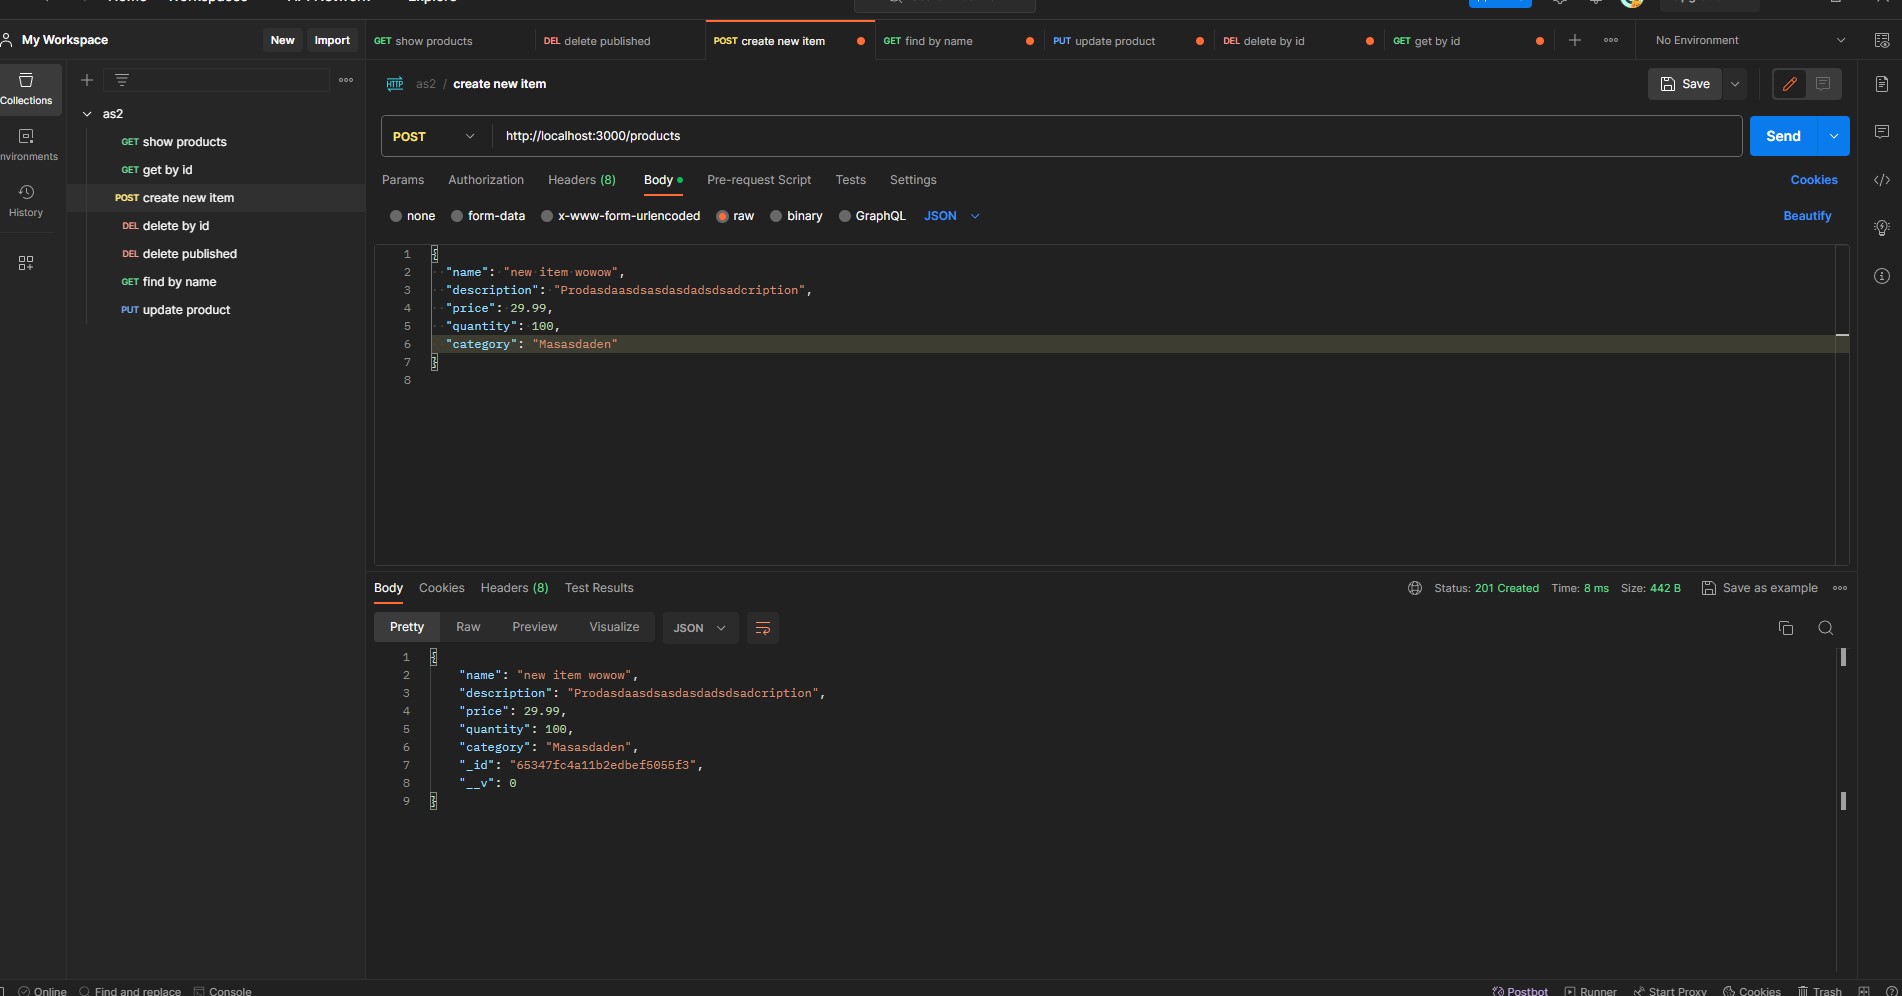 Home Workspaces API Network Explore
My Workspace New Import
GET show products DEL delete published POST create new item GET find by name PUT update product DEL delete by id GET get by id No Environment
Collections
as2 / create new item Save
as2
POST http://localhost:3000/products Send
GET show products
nvironments
GET get by id
Params Authorization Headers (8) Body Pre-request Script Tests Settings Cookies
POST create new item
History
none form-data x-www-form-urlencoded raw binary GraphQL JSON Beautify
DEL delete by id
DEL delete published
GET find by name
PUT update product
1 {
2 "name": "new item wowow",
3 "description": "Prodasdaasdsasdasdadsdsadcription",
4 "price": 29.99,
5 "quantity": 100,
6 "category": "Masasdaden"
7 }
8
Body Cookies Headers (8) Test Results Status: 201 Created Time: 8 ms Size: 442 B Save as example
Pretty Raw Preview Visualize JSON
1 {
2 "name": "new item wowow",
3 "description": "Prodasdaasdsasdasdadsdsadcription",
4 "price": 29.99,
5 "quantity": 100,
6 "category": "Masasdaden",
7 "_id": "65347fc4a11b2edbef5055f3",
8 "__v": 0
9 }
Online Find and replace Console Postbot Runner Start Proxy Cookies Trash